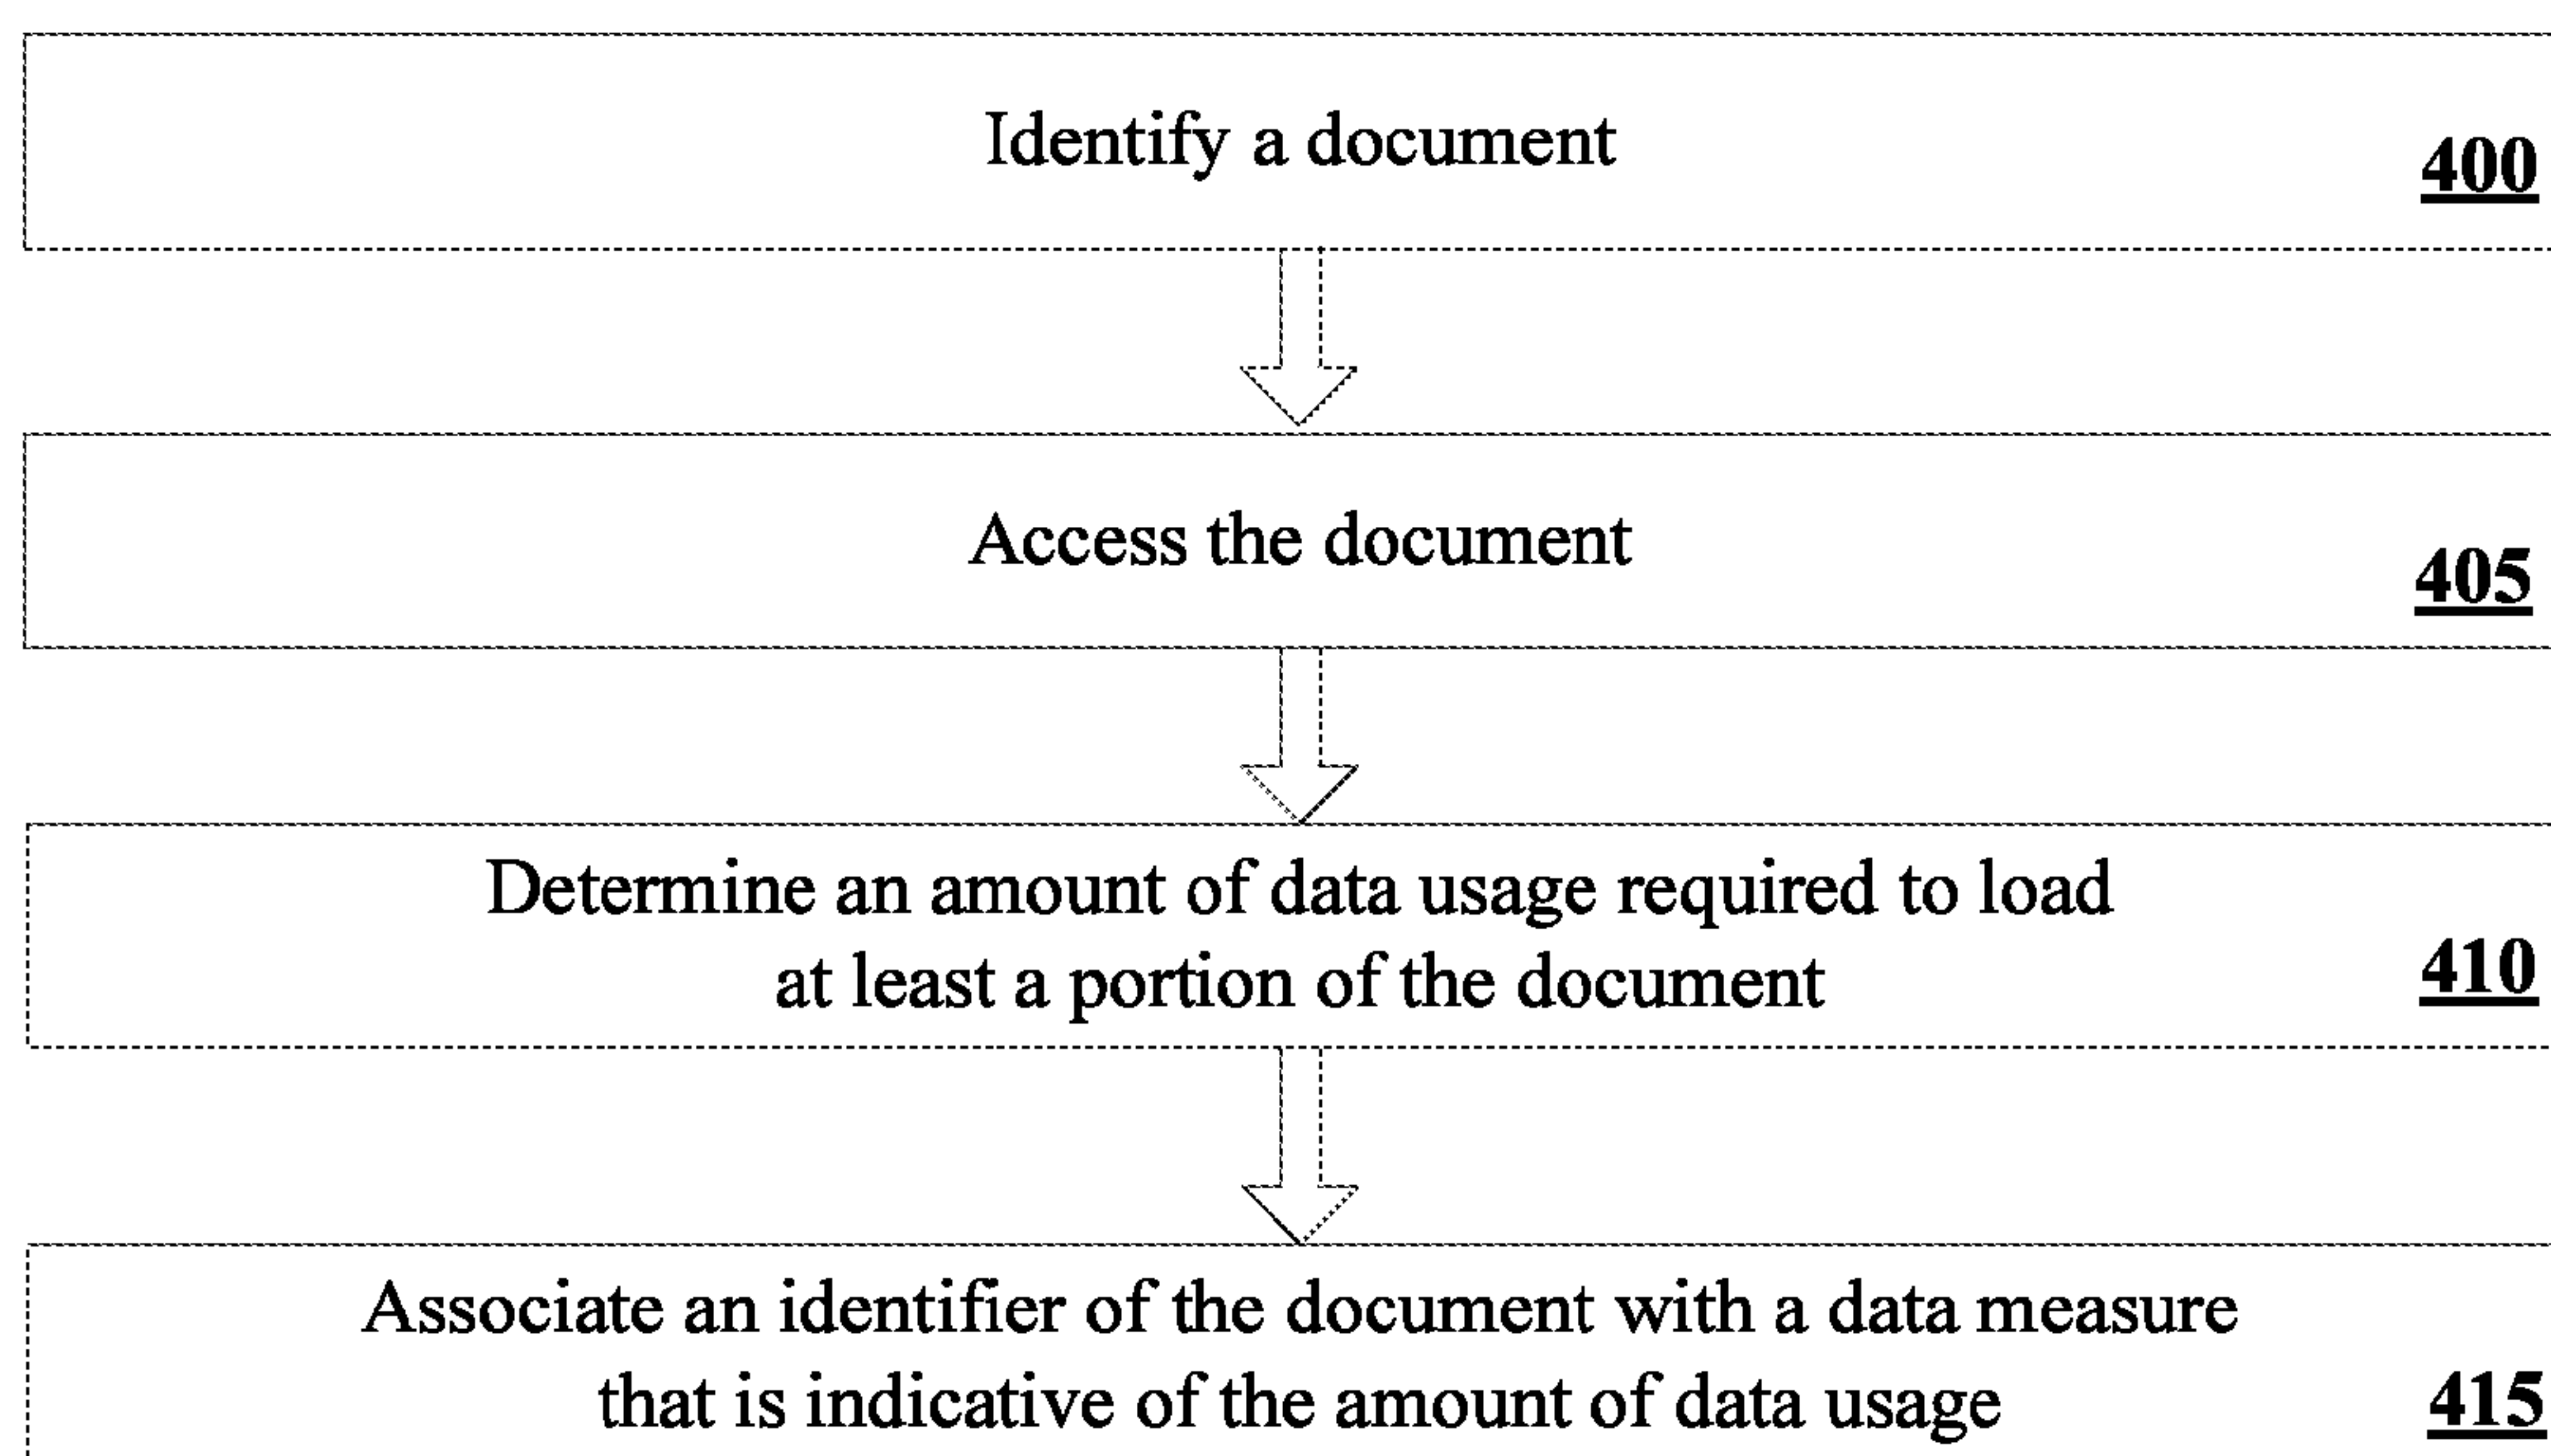 Identify a document
400
Access the document
405
Determine an amount of data usage required to load
at least a portion of the document
410
Associate an identifier of the document with a data measure
that is indicative of the amount of data usage
415